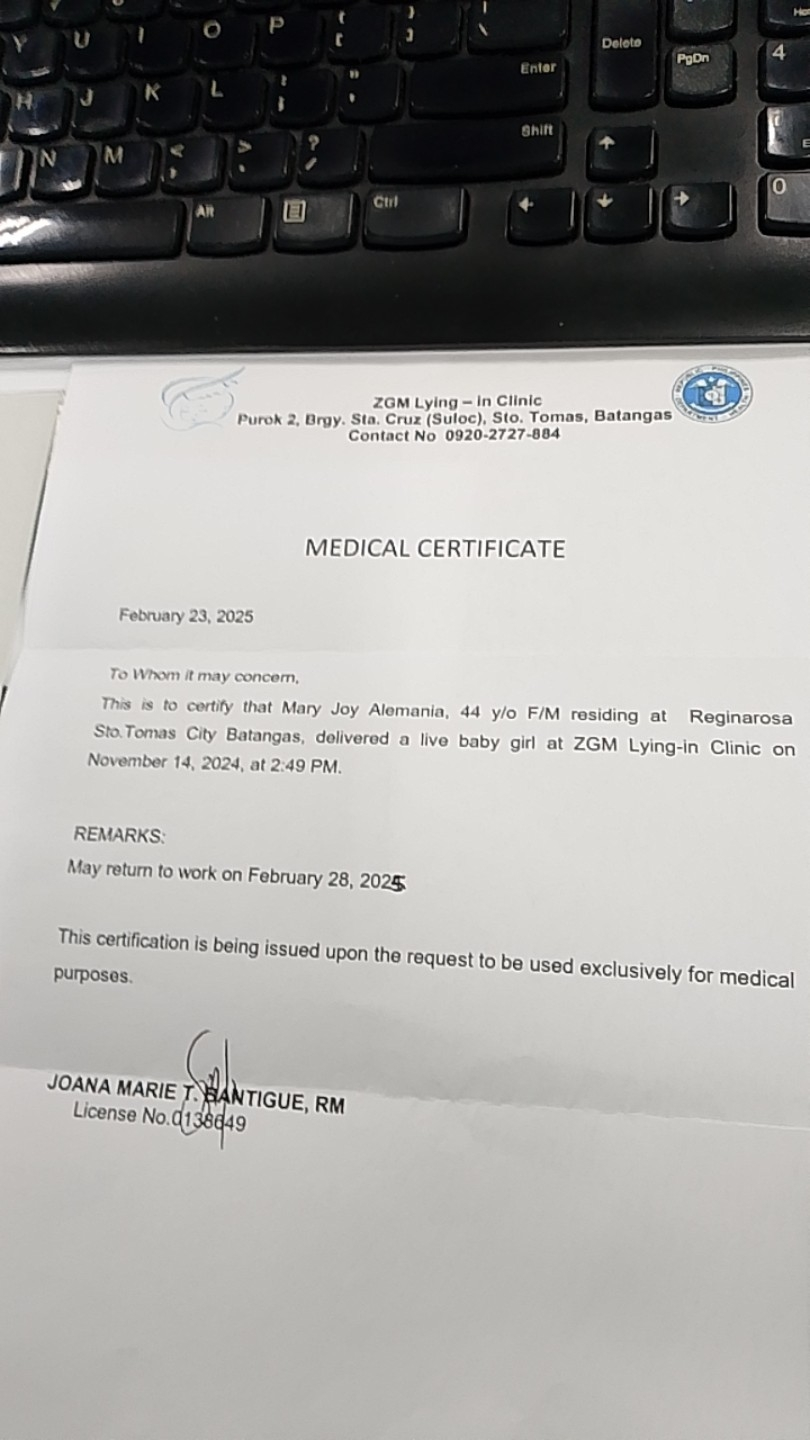 Y U I O P { [ } ] | \ Delete PgDn 4
H J K L : ; " ' Enter
N M < , > . ? / Shift
Alt Ctrl 0
ZGM Lying – in Clinic
Purok 2, Brgy. Sta. Cruz (Suloc), Sto. Tomas, Batangas
Contact No 0920-2727-884
MEDICAL CERTIFICATE
February 23, 2025
To Whom it may concern,
This is to certify that Mary Joy Alemania, 44 y/o F/M residing at Reginarosa
Sto.Tomas City Batangas, delivered a live baby girl at ZGM Lying-in Clinic on
November 14, 2024, at 2:49 PM.
REMARKS:
May return to work on February 28, 2025
This certification is being issued upon the request to be used exclusively for medical
purposes.
JOANA MARIE T. BANTIGUE, RM
License No.0138649